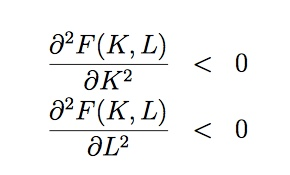 ∂²F(K, L)
∂K² < 0
∂²F(K, L)
∂L² < 0